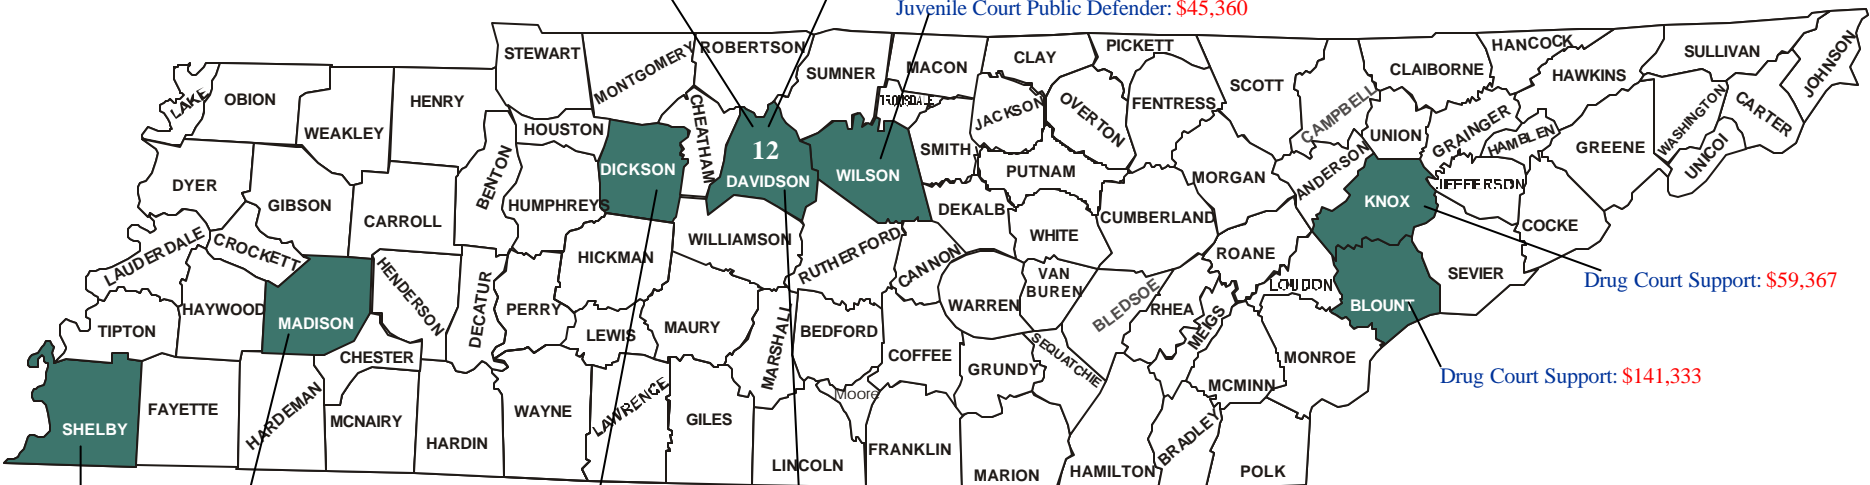 Juvenile Court Public Defender: $45,360
STEWART
MONTGOMERY
ROBERTSON
SUMNER
MACON
CLAY
PICKETT
SCOTT
CAMPBELL
CLAIBORNE
HANCOCK
HAWKINS
SULLIVAN
JOHNSON
LAKE
OBION
WEAKLEY
HENRY
HOUSTON
CHEATHAM
TROUSDALE
JACKSON
OVERTON
FENTRESS
UNION
GRAINGER
HAMBLEN
GREENE
WASHINGTON
CARTER
UNICOI
DYER
GIBSON
CARROLL
BENTON
HUMPHREYS
DICKSON
12
DAVIDSON
WILSON
SMITH
PUTNAM
MORGAN
ANDERSON
KNOX
JEFFERSON
COCKE
LAUDERDALE
CROCKETT
HICKMAN
WILLIAMSON
RUTHERFORD
CANNON
DEKALB
WHITE
CUMBERLAND
ROANE
LOUDON
SEVIER
Drug Court Support: $59,367
TIPTON
HAYWOOD
MADISON
HENDERSON
DECATUR
PERRY
LEWIS
MAURY
MARSHALL
BEDFORD
WARREN
VAN
BUREN
BLEDSOE
RHEA
MEIGS
BLOUNT
MONROE
CHESTER
COFFEE
GRUNDY
SEQUATCHIE
MCMINN
Drug Court Support: $141,333
SHELBY
FAYETTE
HARDEMAN
MCNAIRY
HARDIN
WAYNE
LAWRENCE
GILES
LINCOLN
Moore
FRANKLIN
MARION
HAMILTON
BRADLEY
POLK